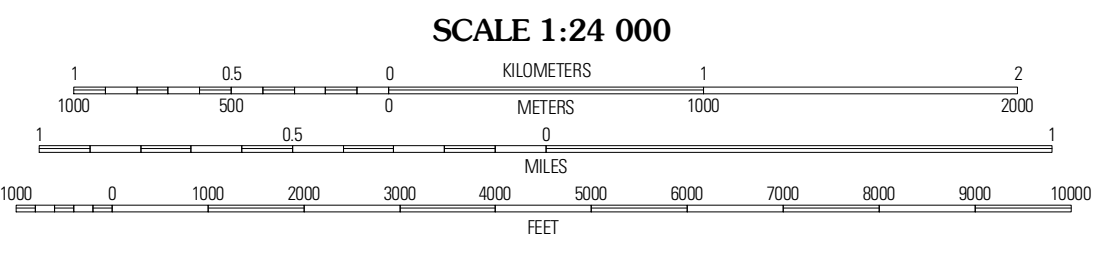 SCALE 1:24 000
1 0.5 0 KILOMETERS 1 2
1000 500 0 METERS 1000 2000
1 0.5 0 1
MILES
1000 0 1000 2000 3000 4000 5000 6000 7000 8000 9000 10000
FEET